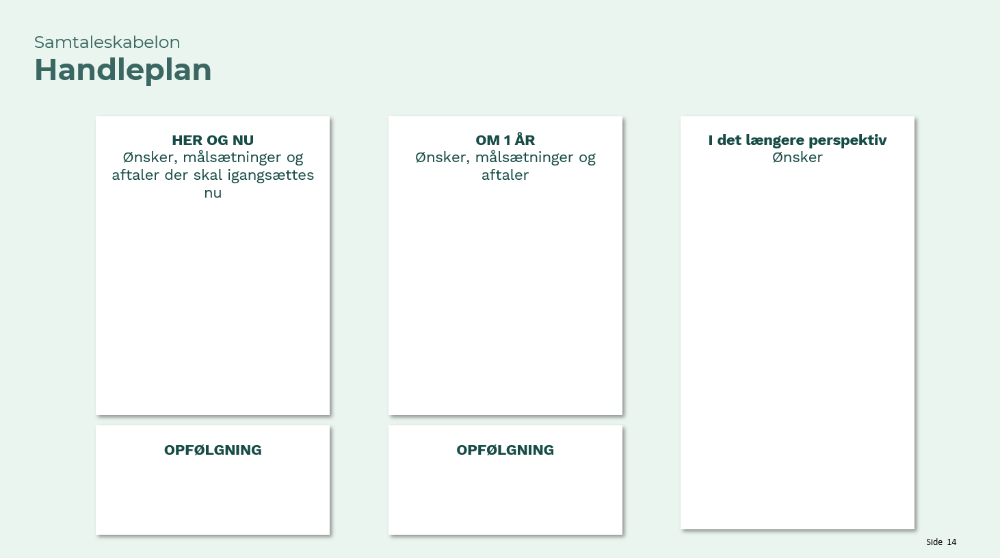 Samtaleskabelon
Handleplan
HER OG NU
Ønsker, målsætninger og
aftaler der skal igangsættes
nu
OPFØLGNING
OM 1 ÅR
Ønsker, målsætninger og
aftaler
OPFØLGNING
I det længere perspektiv
Ønsker
Side 14